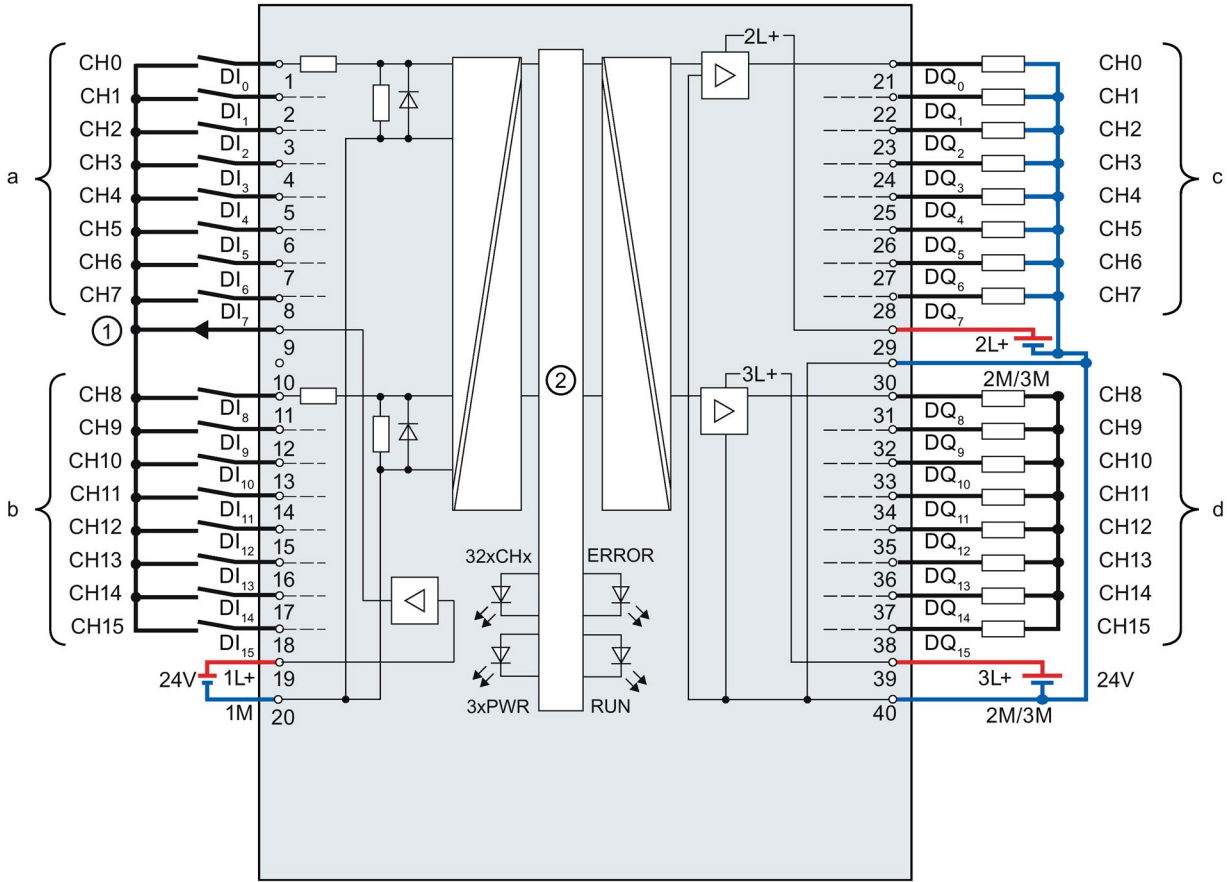 2L+
CH0 DI0 1 21 DQ0 CH0
CH1 DI1 2 22 DQ1 CH1
CH2 DI2 3 23 DQ2 CH2
a CH3 DI3 4 24 DQ3 CH3 c
CH4 DI4 5 25 DQ4 CH4
CH5 DI5 6 26 DQ5 CH5
CH6 DI6 7 27 DQ6 CH6
CH7 DI7 8 28 DQ7 CH7
1 9 29 2L+
10 30 2M/3M
2
3L+
CH8 DI8 11 31 DQ8 CH8
CH9 DI9 12 32 DQ9 CH9
CH10 DI10 13 33 DQ10 CH10
b CH11 DI11 14 34 DQ11 CH11 d
CH12 DI12 15 35 DQ12 CH12
CH13 DI13 16 36 DQ13 CH13
CH14 DI14 17 37 DQ14 CH14
CH15 DI15 18 38 DQ15 CH15
32xCHx ERROR
24V 1L+ 19 39 3L+ 24V
1M 20 40 2M/3M
3xPWR RUN